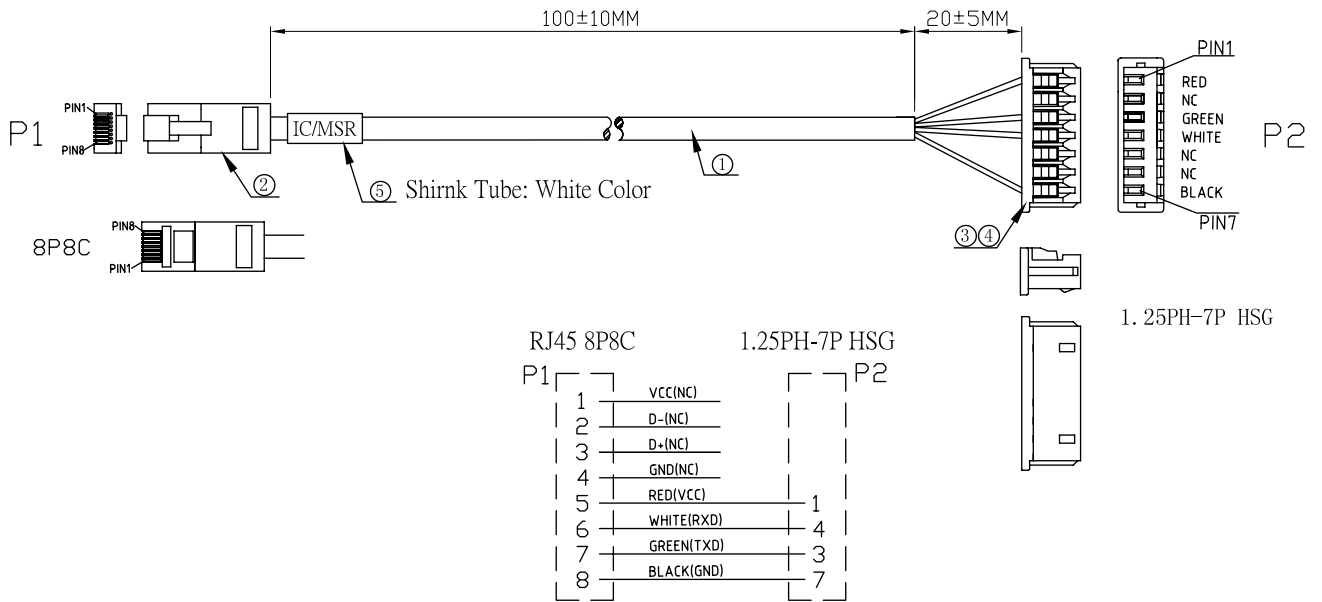 100±10MM
20±5MM
P1
PIN1
PIN8
IC/MSR
①
②
⑤ Shirnk Tube: White Color
③④
PIN1
RED
NC
GREEN
WHITE
NC
NC
BLACK
PIN7
P2
8P8C
PIN8
PIN1
1.25PH-7P HSG
RJ45 8P8C
1.25PH-7P HSG
P1
P2
1 VCC(NC)
2 D-(NC)
3 D+(NC)
4 GND(NC)
5 RED(VCC) 1
6 WHITE(RXD) 4
7 GREEN(TXD) 3
8 BLACK(GND) 7